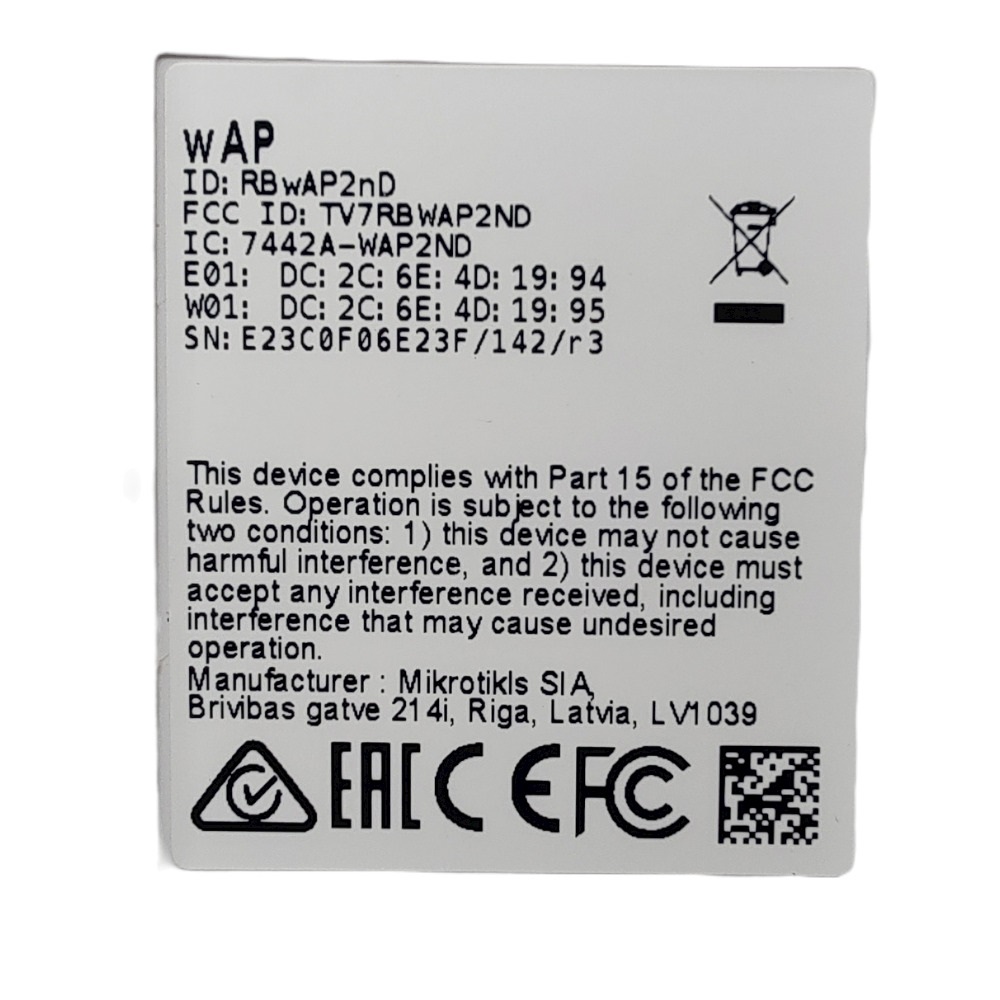 wAP
ID: RBwAP2nD
FCC ID: TV7RBWAP2ND
IC: 7442A-WAP2ND
E01: DC: 2C: 6E: 4D: 19: 94
W01: DC: 2C: 6E: 4D: 19: 95
SN: E23C0F06E23F/142/r3
This device complies with Part 15 of the FCC
Rules. Operation is subject to the following
two conditions: 1) this device may not cause
harmful interference, and 2) this device must
accept any interference received, including
interference that may cause undesired
operation.
Manufacturer : Mikrotikls SIA,
Brivibas gatve 214i, Riga, Latvia, LV1039
EAC CE FC